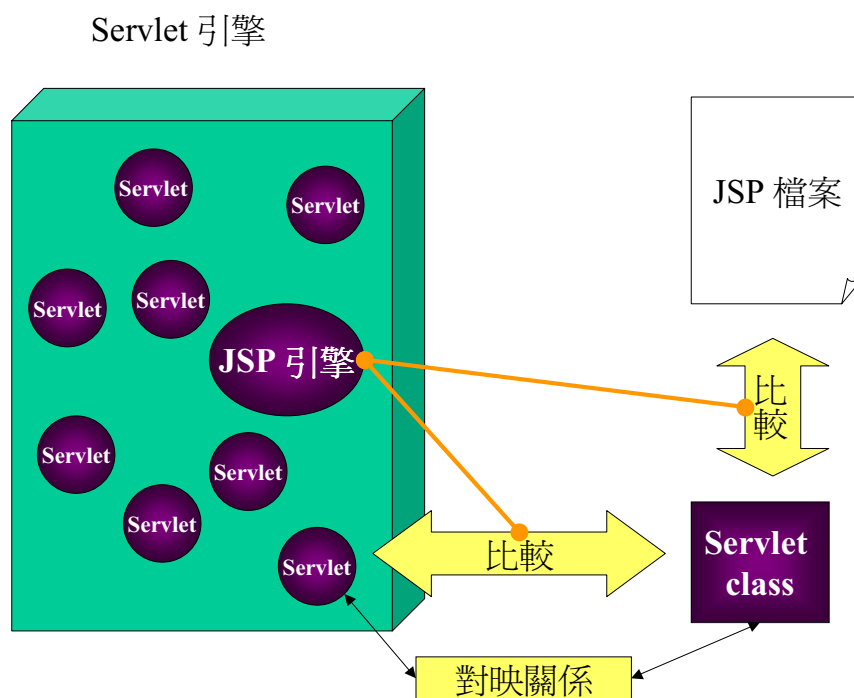 Servlet 引擎
Servlet
Servlet
JSP 檔案
Servlet
Servlet
JSP 引擎
比
較
Servlet
Servlet
Servlet
Servlet
比較
Servlet
class
對映關係